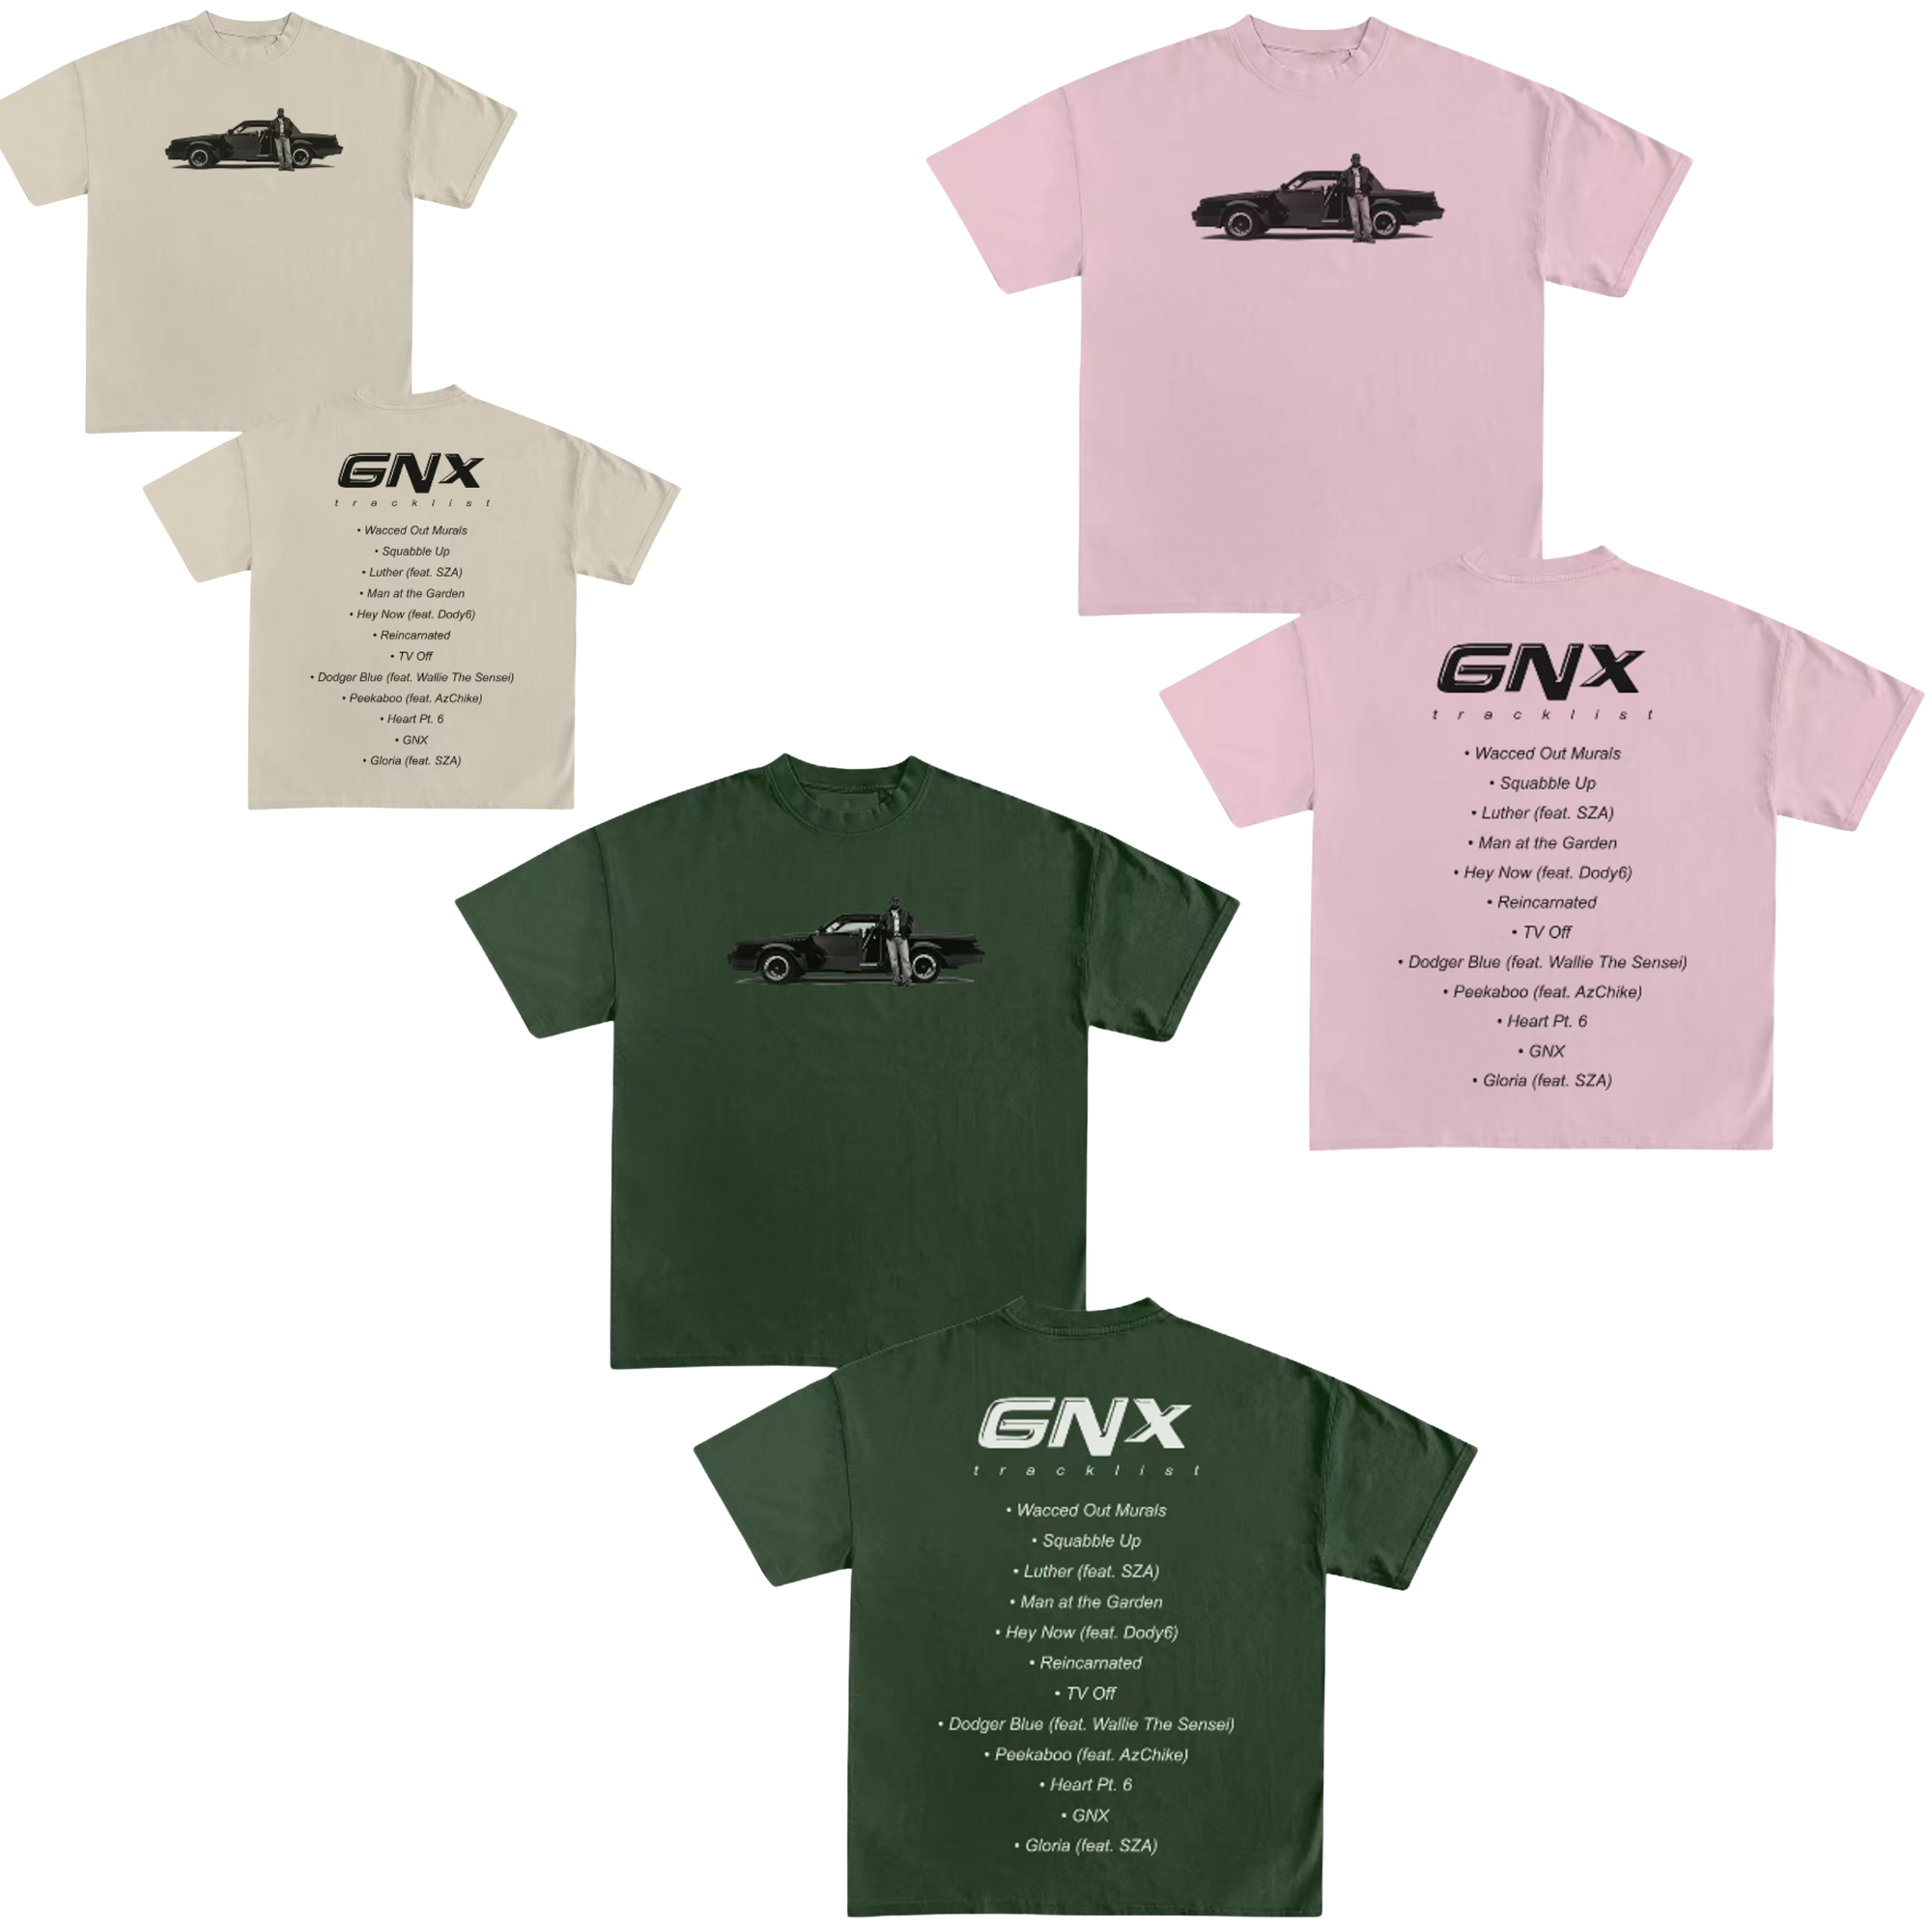 GNX
tracklist
• Wacced Out Murals
• Squabble Up
• Luther (feat. SZA)
• Man at the Garden
• Hey Now (feat. Dody6)
• Reincarnated
• TV Off
• Dodger Blue (feat. Wallie The Sensei)
• Peekaboo (feat. AzChike)
• Heart Pt. 6
• GNX
• Gloria (feat. SZA)
GNX
tracklist
• Wacced Out Murals
• Squabble Up
• Luther (feat. SZA)
• Man at the Garden
• Hey Now (feat. Dody6)
• Reincarnated
• TV Off
• Dodger Blue (feat. Wallie The Sensei)
• Peekaboo (feat. AzChike)
• Heart Pt. 6
• GNX
• Gloria (feat. SZA)
GNX
tracklist
• Wacced Out Murals
• Squabble Up
• Luther (feat. SZA)
• Man at the Garden
• Hey Now (feat. Dody6)
• Reincarnated
• TV Off
• Dodger Blue (feat. Wallie The Sensei)
• Peekaboo (feat. AzChike)
• Heart Pt. 6
• GNX
• Gloria (feat. SZA)